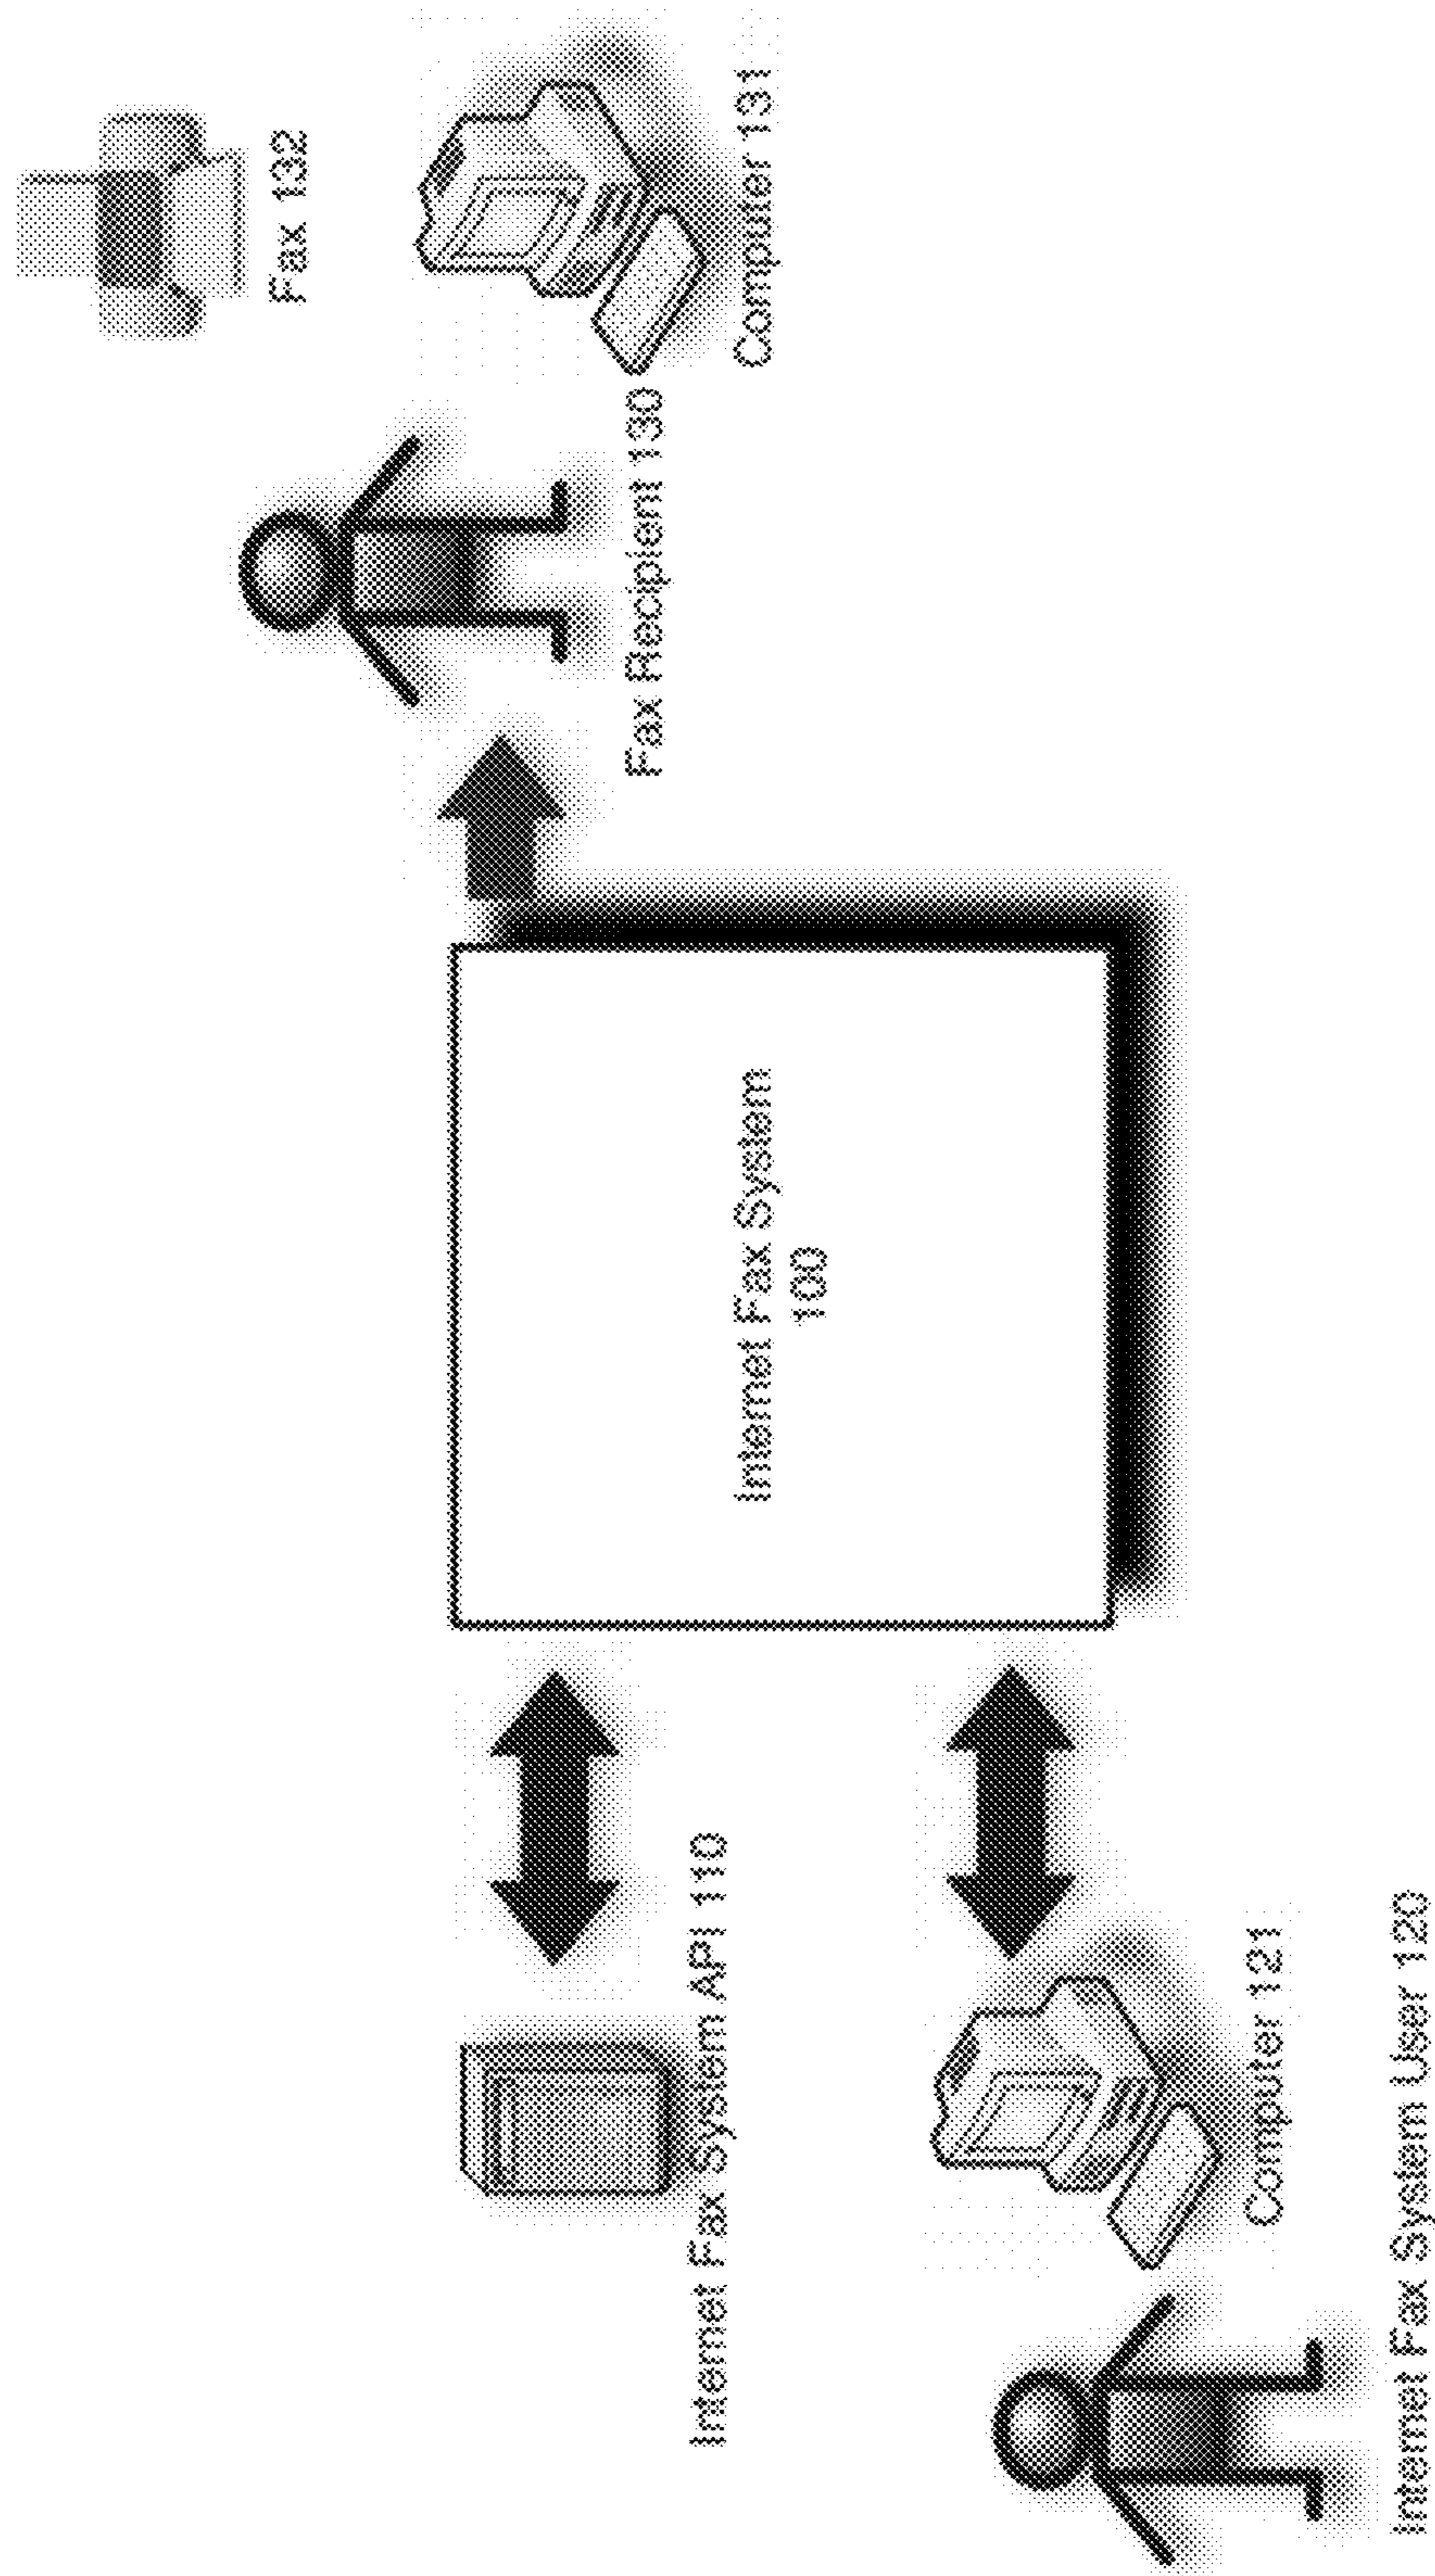 Fax 132
Computer 131
Fax Recipient 130
Internet Fax System
100
Internet Fax System API 110
Computer 121
Internet Fax System User 120